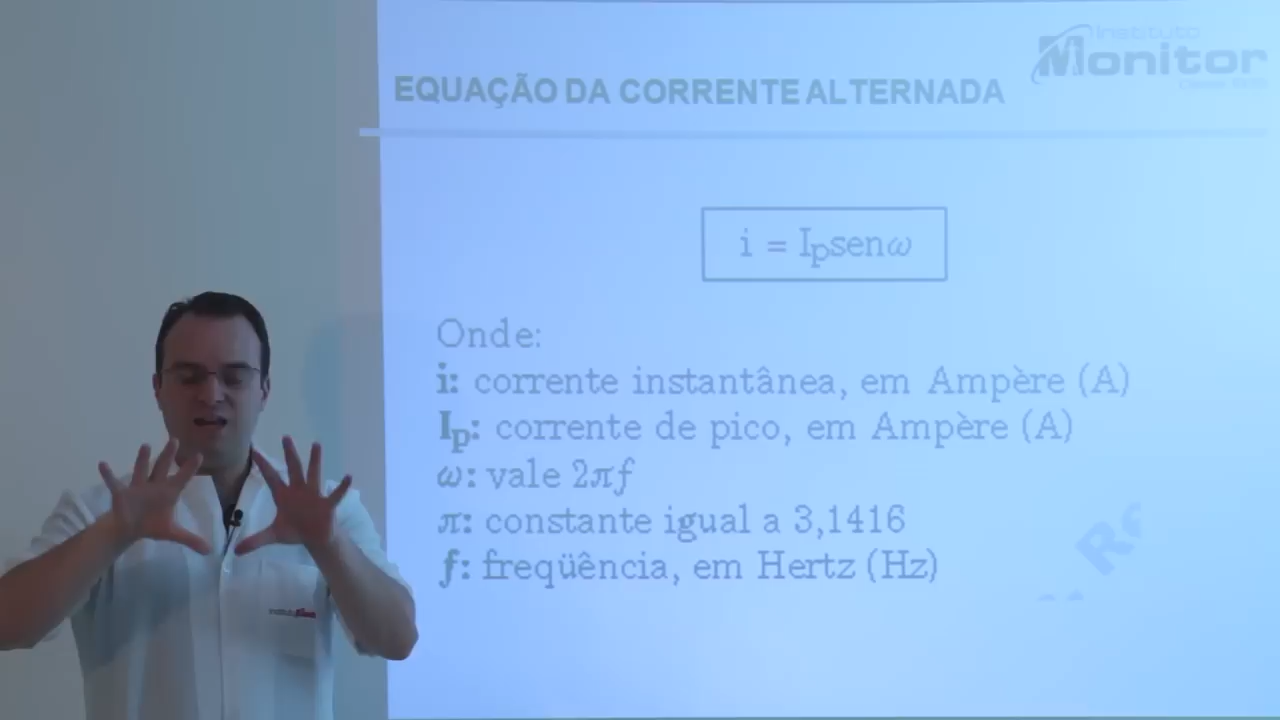 Instituto
Monitor
EQUAÇÃO DA CORRENTE ALTERNADA
i = Iₚsenω
Onde:
i: corrente instantânea, em Ampère (A)
Iₚ: corrente de pico, em Ampère (A)
ω: vale 2πf
π: constante igual a 3,1416
f: freqüência, em Hertz (Hz)